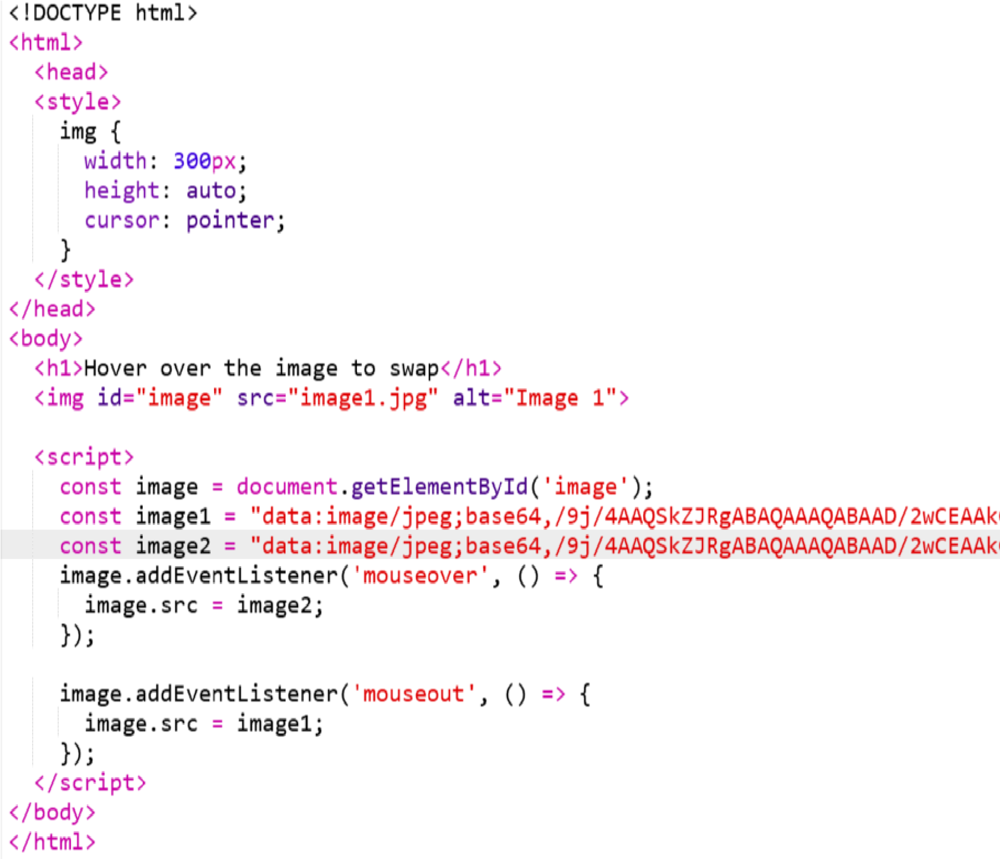 <!DOCTYPE html>
<html>
<head>
<style>
img {
width: 300px;
height: auto;
cursor: pointer;
}
</style>
</head>
<body>
<h1>Hover over the image to swap</h1>
<img id="image" src="image1.jpg" alt="Image 1">
<script>
const image = document.getElementById('image');
const image1 = "data:image/jpeg;base64,/9j/4AAQSkZJRgABAQAAAQABAAD/2wCEAAk
const image2 = "data:image/jpeg;base64,/9j/4AAQSkZJRgABAQAAAQABAAD/2wCEAAk
image.addEventListener('mouseover', () => {
image.src = image2;
});
image.addEventListener('mouseout', () => {
image.src = image1;
});
</script>
</body>
</html>